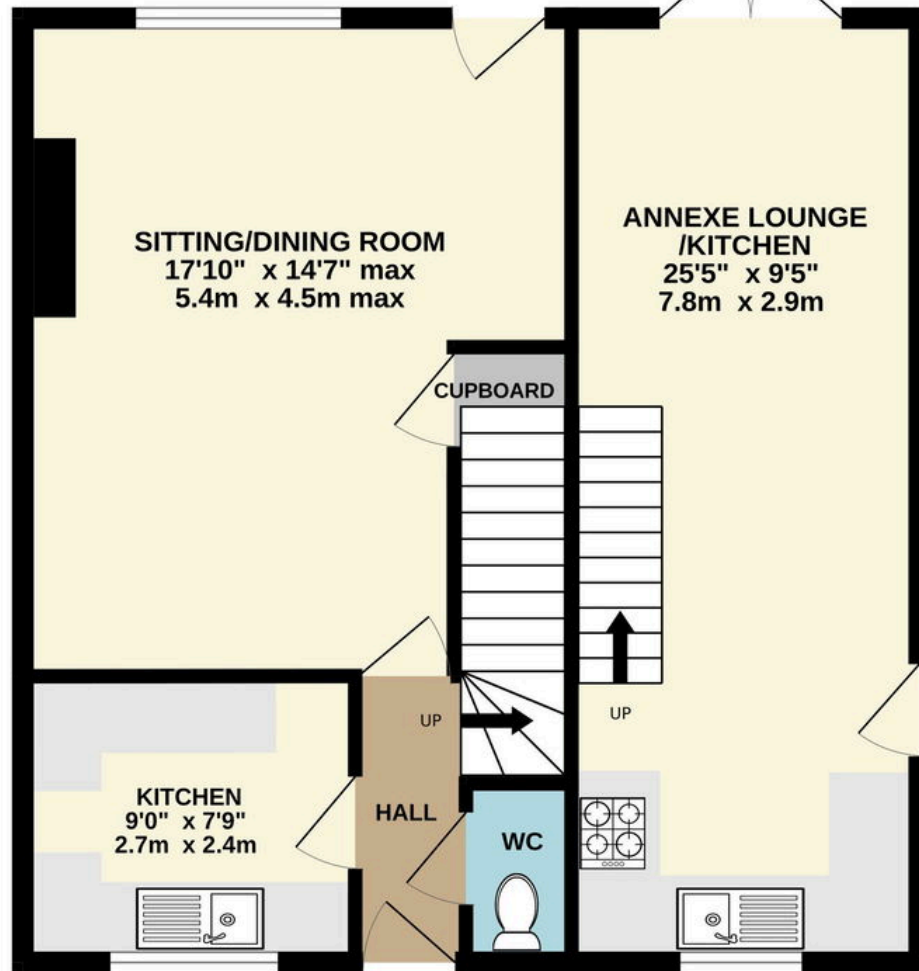 SITTING/DINING ROOM
17'10" x 14'7" max
5.4m x 4.5m max
ANNEXE LOUNGE
/KITCHEN
25'5" x 9'5"
7.8m x 2.9m
CUPBOARD
UP
UP
KITCHEN
9'0" x 7'9"
2.7m x 2.4m
HALL
WC